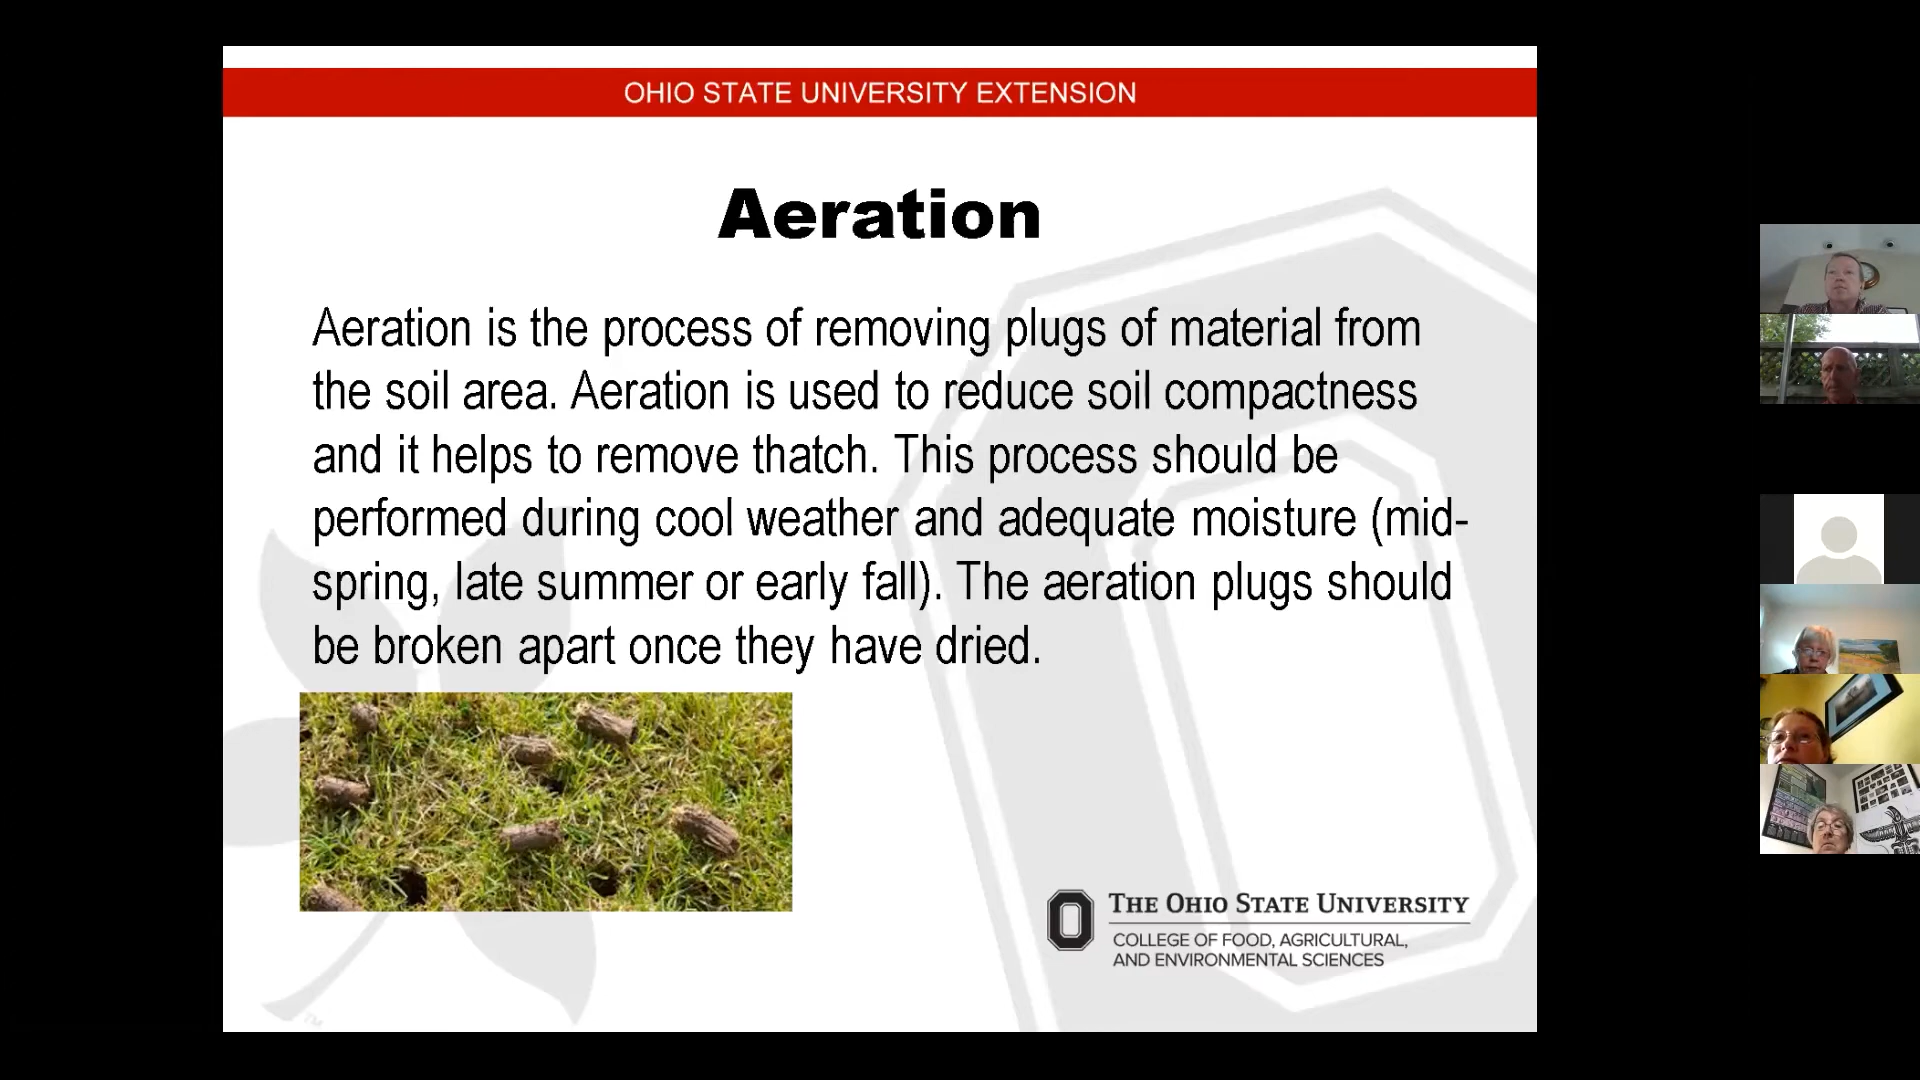 OHIO STATE UNIVERSITY EXTENSION
Aeration
Aeration is the process of removing plugs of material from
the soil area. Aeration is used to reduce soil compactness
and it helps to remove thatch. This process should be
performed during cool weather and adequate moisture (mid-
spring, late summer or early fall). The aeration plugs should
be broken apart once they have dried.
THE OHIO STATE UNIVERSITY
COLLEGE OF FOOD, AGRICULTURAL,
AND ENVIRONMENTAL SCIENCES
TM